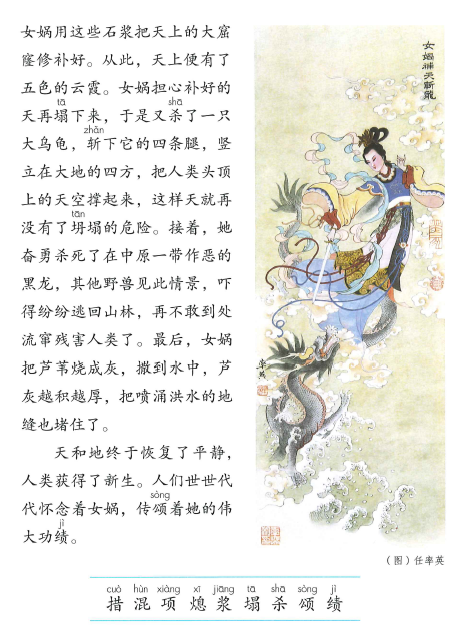 女娲用这些石浆把天上的大窟
窿修补好。从此，天上便有了
五色的云霞。女娲担心补好的
tā shā
天再塌下来，于是又杀了一只
zhǎn
大乌龟，斩下它的四条腿，竖
立在大地的四方，把人类头顶
上的天空撑起来，这样天就再
tān
没有了坍塌的危险。接着，她
奋勇杀死了在中原一带作恶的
黑龙，其他野兽见此情景，吓
得纷纷逃回山林，再不敢到处
流窜残害人类了。最后，女娲
把芦苇烧成灰，撒到水中，芦
灰越积越厚，把喷涌洪水的地
缝也堵住了。
天和地终于恢复了平静，
人类获得了新生。人们世世代
sòng
代怀念着女娲，传颂着她的伟
jì
大功绩。
女娲补天斩龙
率英
（图）任率英
cuò hùn xiàng xī jiāng tā shā sòng jì
措 混 项 熄 浆 塌 杀 颂 绩